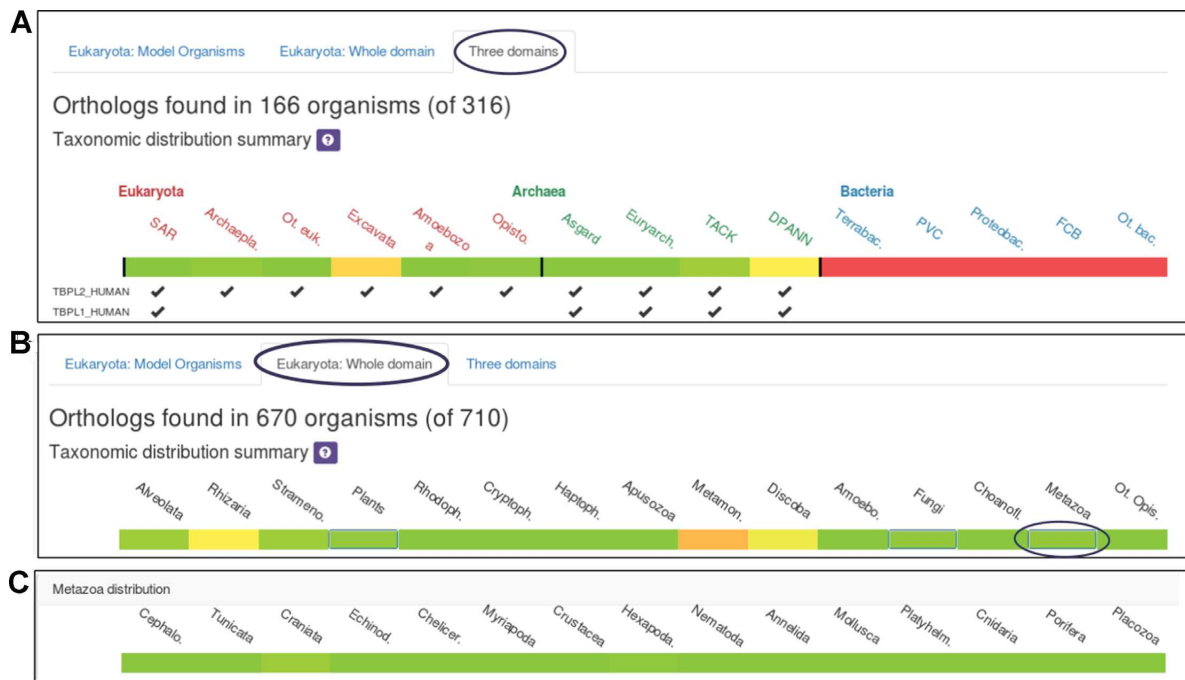 A
Eukaryota: Model Organisms Eukaryota: Whole domain Three domains
Orthologs found in 166 organisms (of 316)
Taxonomic distribution summary ?
Eukaryota Archaea Bacteria
SAR Archaepla. Ot. euk. Excavata Amoebozoa Opisto. Asgard Euryarch. TACK DPANN Terrabac. PVC Proteobac. FCB Ot. bac.
TBPL2_HUMAN
TBPL1_HUMAN
B
Eukaryota: Model Organisms Eukaryota: Whole domain Three domains
Orthologs found in 670 organisms (of 710)
Taxonomic distribution summary ?
Alveolata Rhizaria Strameno. Plants Rhodoph. Cryptoph. Haptoph. Apusozoa Metamon. Discoba Amoebo. Fungi Choanofl. Metazoa Ot. Opis.
C
Metazoa distribution
Cephalo. Tunicata Craniata Echinod. Chelicer. Myriapoda Crustacea Hexapoda. Nematoda Annelida Mollusca Platyhelm. Cnidaria Porifera Placozoa